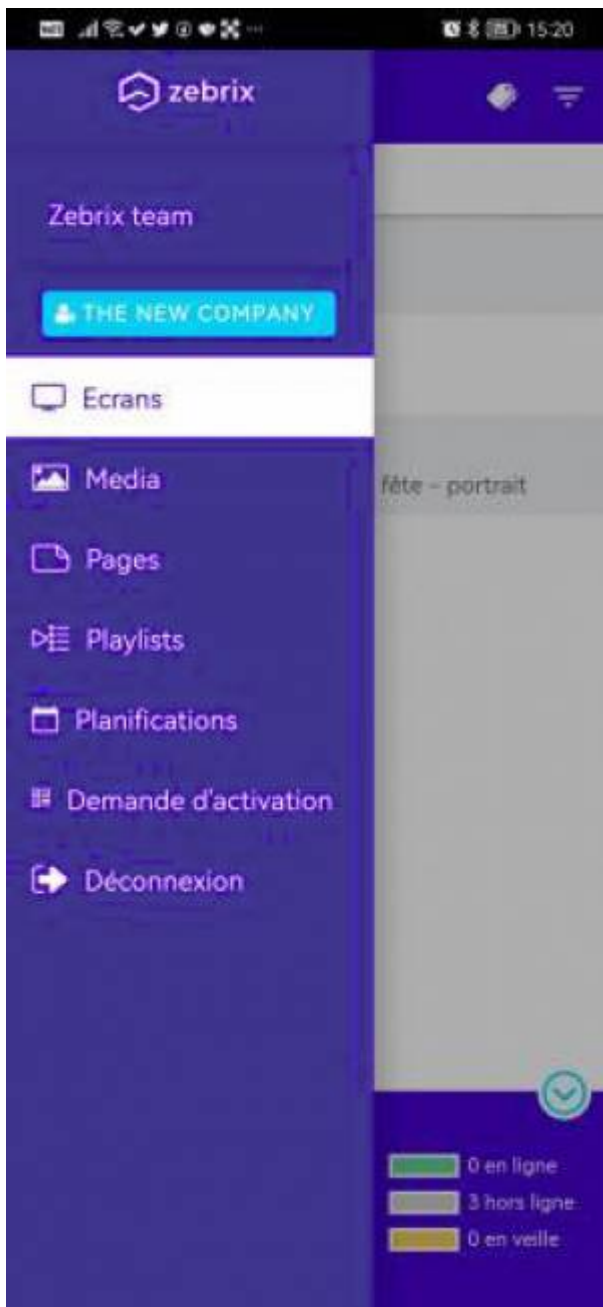 15:20
zebrix
Zebrix team
THE NEW COMPANY
Ecrans
Media
fête - portrait
Pages
Playlists
Planifications
Demande d'activation
Déconnexion
0 en ligne
3 hors ligne
0 en veille